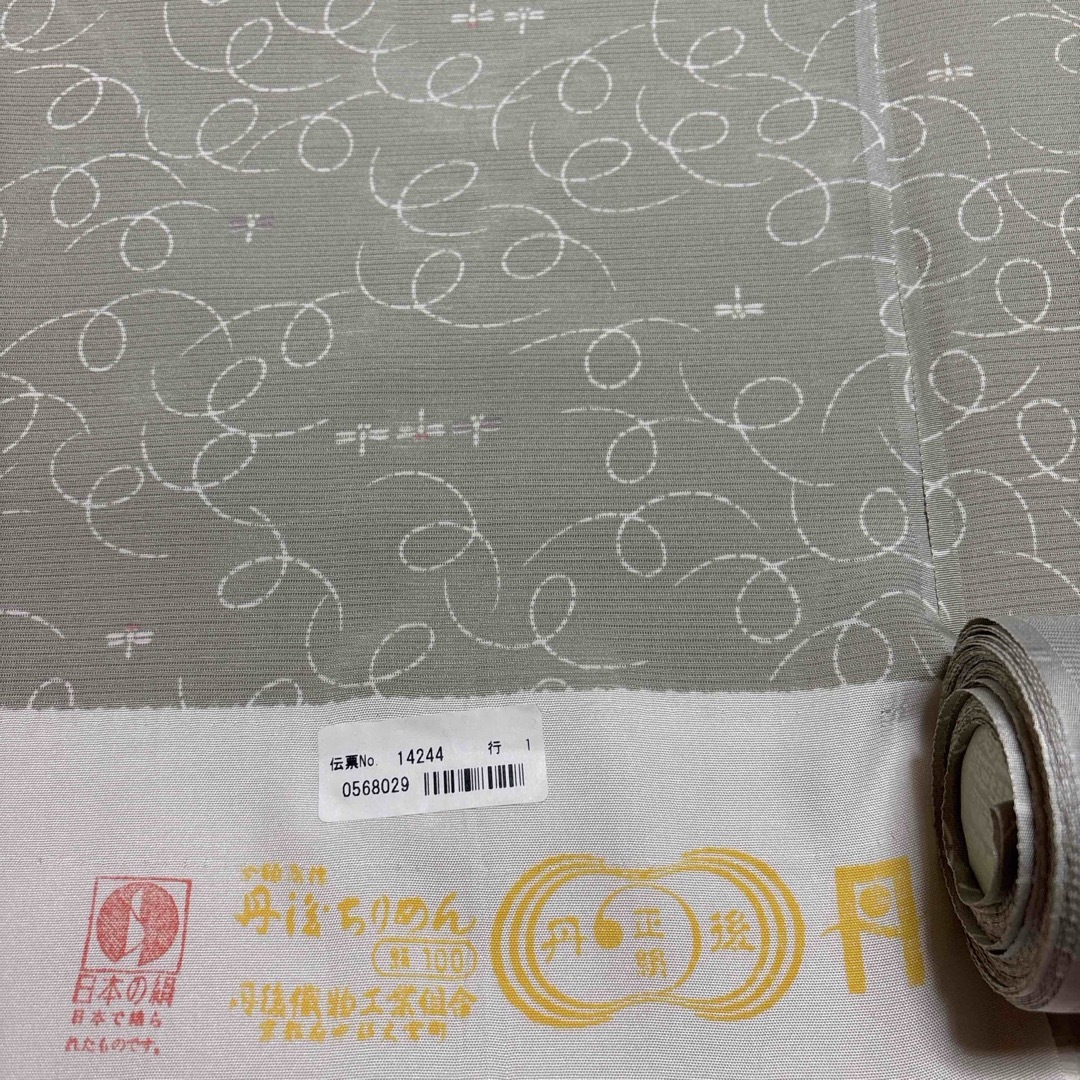 伝票No. 14244 行 1
0568029
丹後ちりめん
絹100
丹後織物工業組合
丹 正絹 後
丹
日本の絹
日本で織ら
れたものです。